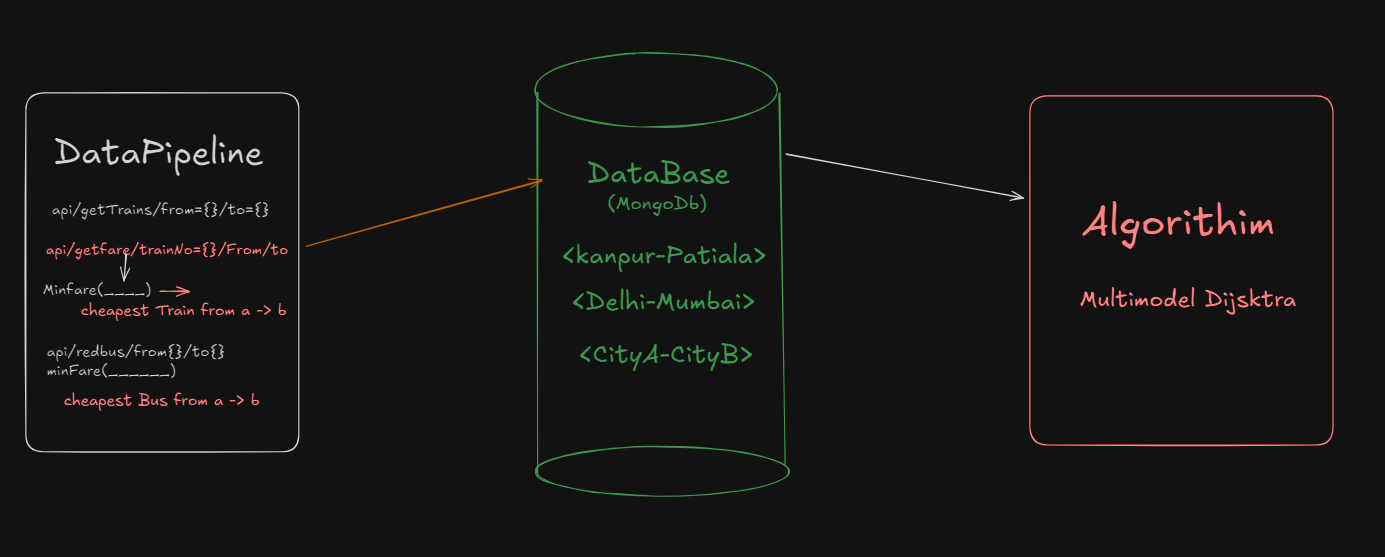 DataPipeline
api/getTrains/from={}/to={}
api/getfare/trainNo={}/From/to
Minfare(____)
cheapest Train from a -> b
api/redbus/from{}/to{}
minFare(______)
cheapest Bus from a -> b
DataBase
(MongoDb)
<kanpur-Patiala>
<Delhi-Mumbai>
<CityA-CityB>
Algorithim
Multimodel Dijsktra